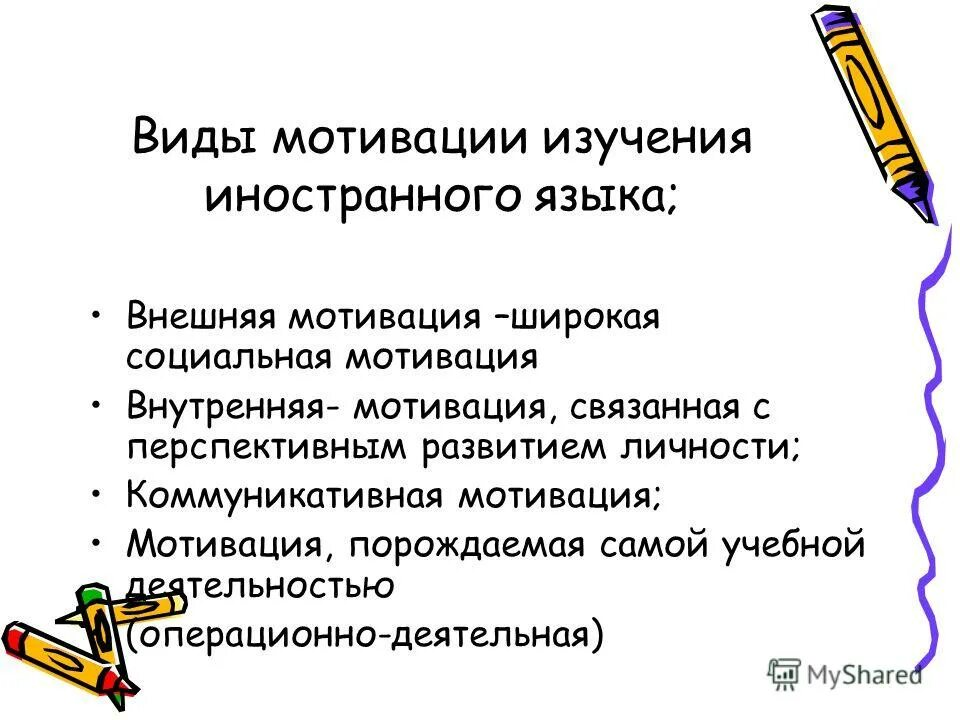 Виды мотивации изучения
иностранного языка;
• Внешняя мотивация –широкая
социальная мотивация
• Внутренняя- мотивация, связанная с
перспективным развитием личности;
• Коммуникативная мотивация;
• Мотивация, порождаемая самой учебной
деятельностью
(операционно-деятельная)
MyShared